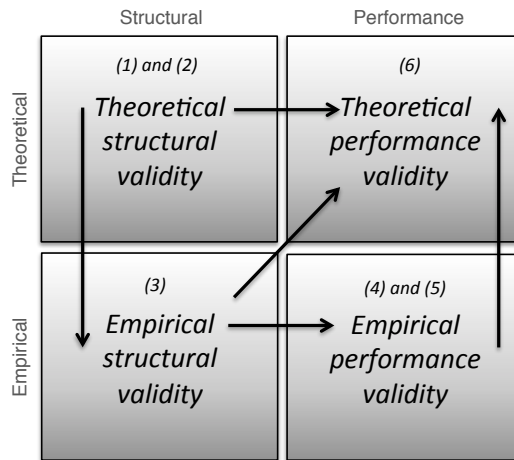 Structural
Performance
Theoretical
(1) and (2)
Theoretical
structural
validity
(6)
Theoretical
performance
validity
Empirical
(3)
Empirical
structural
validity
(4) and (5)
Empirical
performance
validity